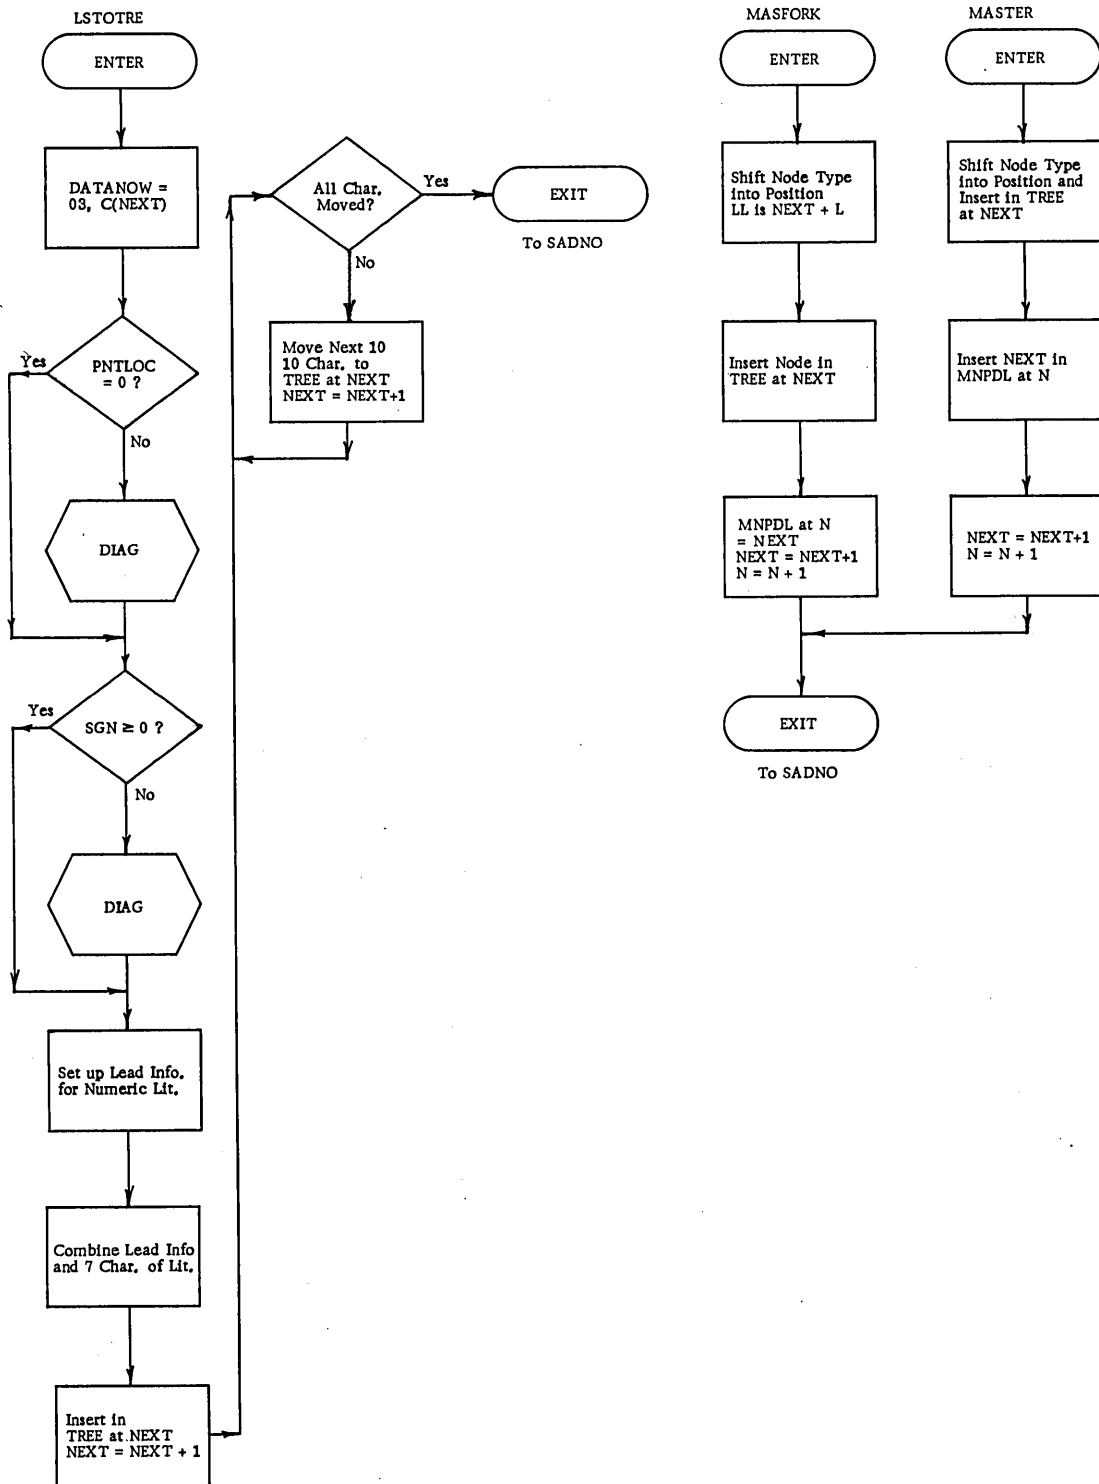 LSTOTRE
ENTER
DATANOW =
03, C(NEXT)
PNTLOC
= 0 ?
Yes
No
DIAG
SGN ≥ 0 ?
Yes
No
DIAG
Set up Lead Info.
for Numeric Lit.
Combine Lead Info
and 7 Char. of Lit.
Insert in
TREE at NEXT
NEXT = NEXT + 1
All Char.
Moved?
Yes
No
EXIT
To SADNO
Move Next 10
10 Char. to
TREE at NEXT
NEXT = NEXT+1
MASFORK
ENTER
Shift Node Type
into Position
LL is NEXT + L
Insert Node in
TREE at NEXT
MNPDL at N
= NEXT
NEXT = NEXT+1
N = N + 1
MASTER
ENTER
Shift Node Type
into Position and
Insert in TREE
at NEXT
Insert NEXT in
MNPDL at N
NEXT = NEXT+1
N = N + 1
EXIT
To SADNO